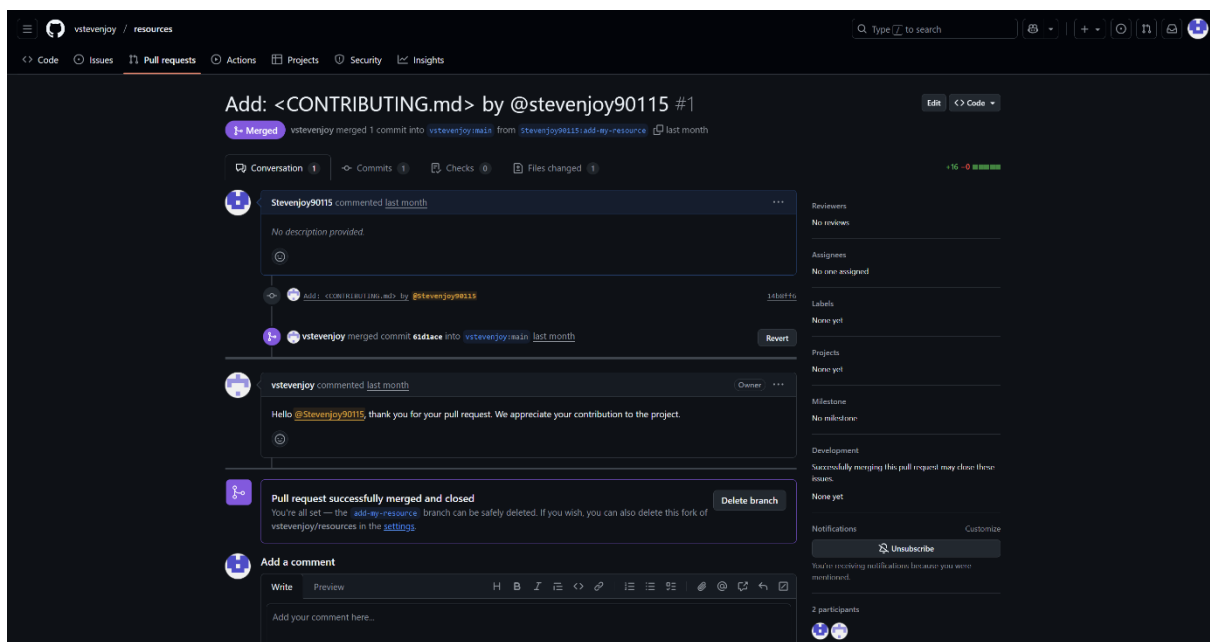 vstevenjoy / resources
Type / to search
Code Issues Pull requests Actions Projects Security Insights
Add: <CONTRIBUTING.md> by @stevenjoy90115 #1
Edit <> Code
Merged vstevenjoy merged 1 commit into vstevenjoy:main from Stevenjoy90115:add-my-resource last month
Conversation 1 Commits 1 Checks 0 Files changed 1
+16 −0
Stevenjoy90115 commented last month
No description provided.
Add: <CONTRIBUTING.md> by @Stevenjoy90115
vstevenjoy merged commit 61d1ace into vstevenjoy:main last month
Revert
vstevenjoy commented last month
Owner
Hello @Stevenjoy90115, thank you for your pull request. We appreciate your contribution to the project.
Pull request successfully merged and closed
You're all set — the add-my-resource branch can be safely deleted. If you wish, you can also delete this fork of
vstevenjoy/resources in the settings.
Delete branch
Add a comment
Write Preview
H B I
Add your comment here...
Reviewers
No reviews
Assignees
No one assigned
Labels
None yet
Projects
None yet
Milestone
No milestone
Development
Successfully merging this pull request may close these
issues.
None yet
Notifications
Customize
Unsubscribe
You're receiving notifications because you were
mentioned.
2 participants